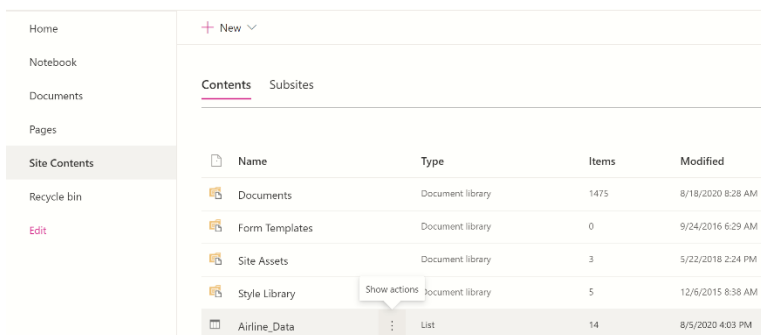 New
Home
Notebook
Documents
Pages
Site Contents
Recycle bin
Edit
Contents Subsites
Name Type Items Modified
Documents Document library 1475 8/18/2020 8:28 AM
Form Templates Document library 0 9/24/2016 6:29 AM
Site Assets Document library 3 5/22/2018 2:24 PM
Show actions
Style Library Document library 5 12/6/2015 8:38 AM
Airline_Data List 14 8/5/2020 4:03 PM